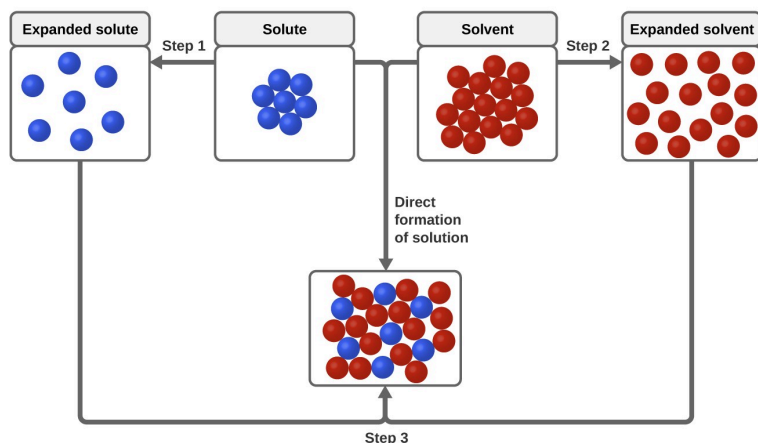 Expanded solute
Step 1
Solute
Solvent
Step 2
Expanded solvent
Direct
formation
of solution
Step 3